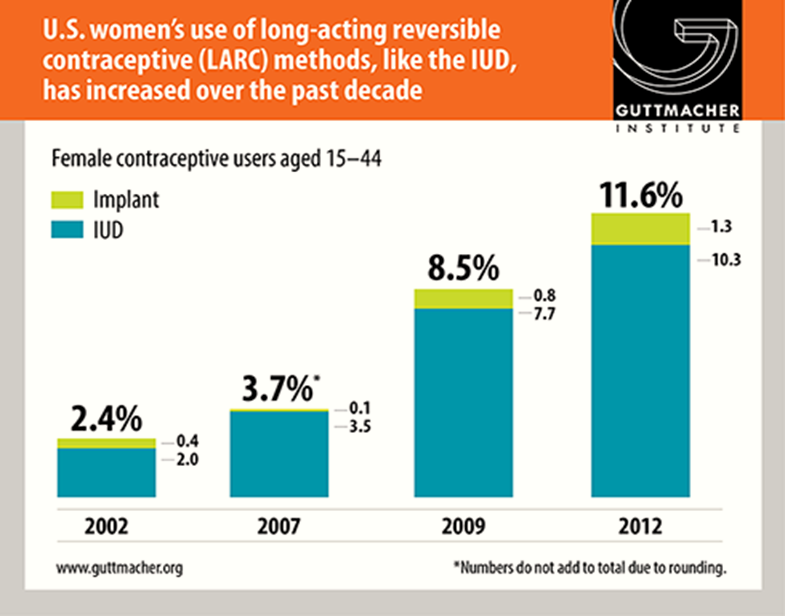 U.S. women’s use of long-acting reversible
contraceptive (LARC) methods, like the IUD,
has increased over the past decade
GUTTMACHER
INSTITUTE
Female contraceptive users aged 15–44
Implant
IUD
2.4%
0.4
2.0
3.7%*
0.1
3.5
8.5%
0.8
7.7
11.6%
1.3
10.3
2002 2007 2009 2012
www.guttmacher.org
*Numbers do not add to total due to rounding.